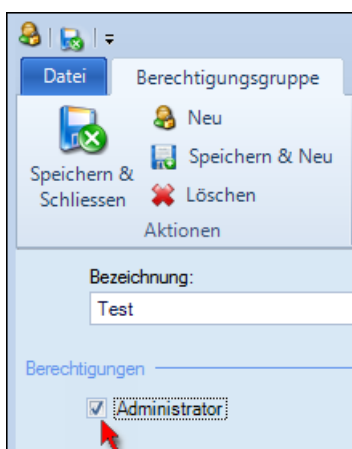 Datei Berechtigungsgruppe
Speichern &
Schliessen
Neu
Speichern & Neu
Löschen
Aktionen
Bezeichnung:
Test
Berechtigungen
Administrator